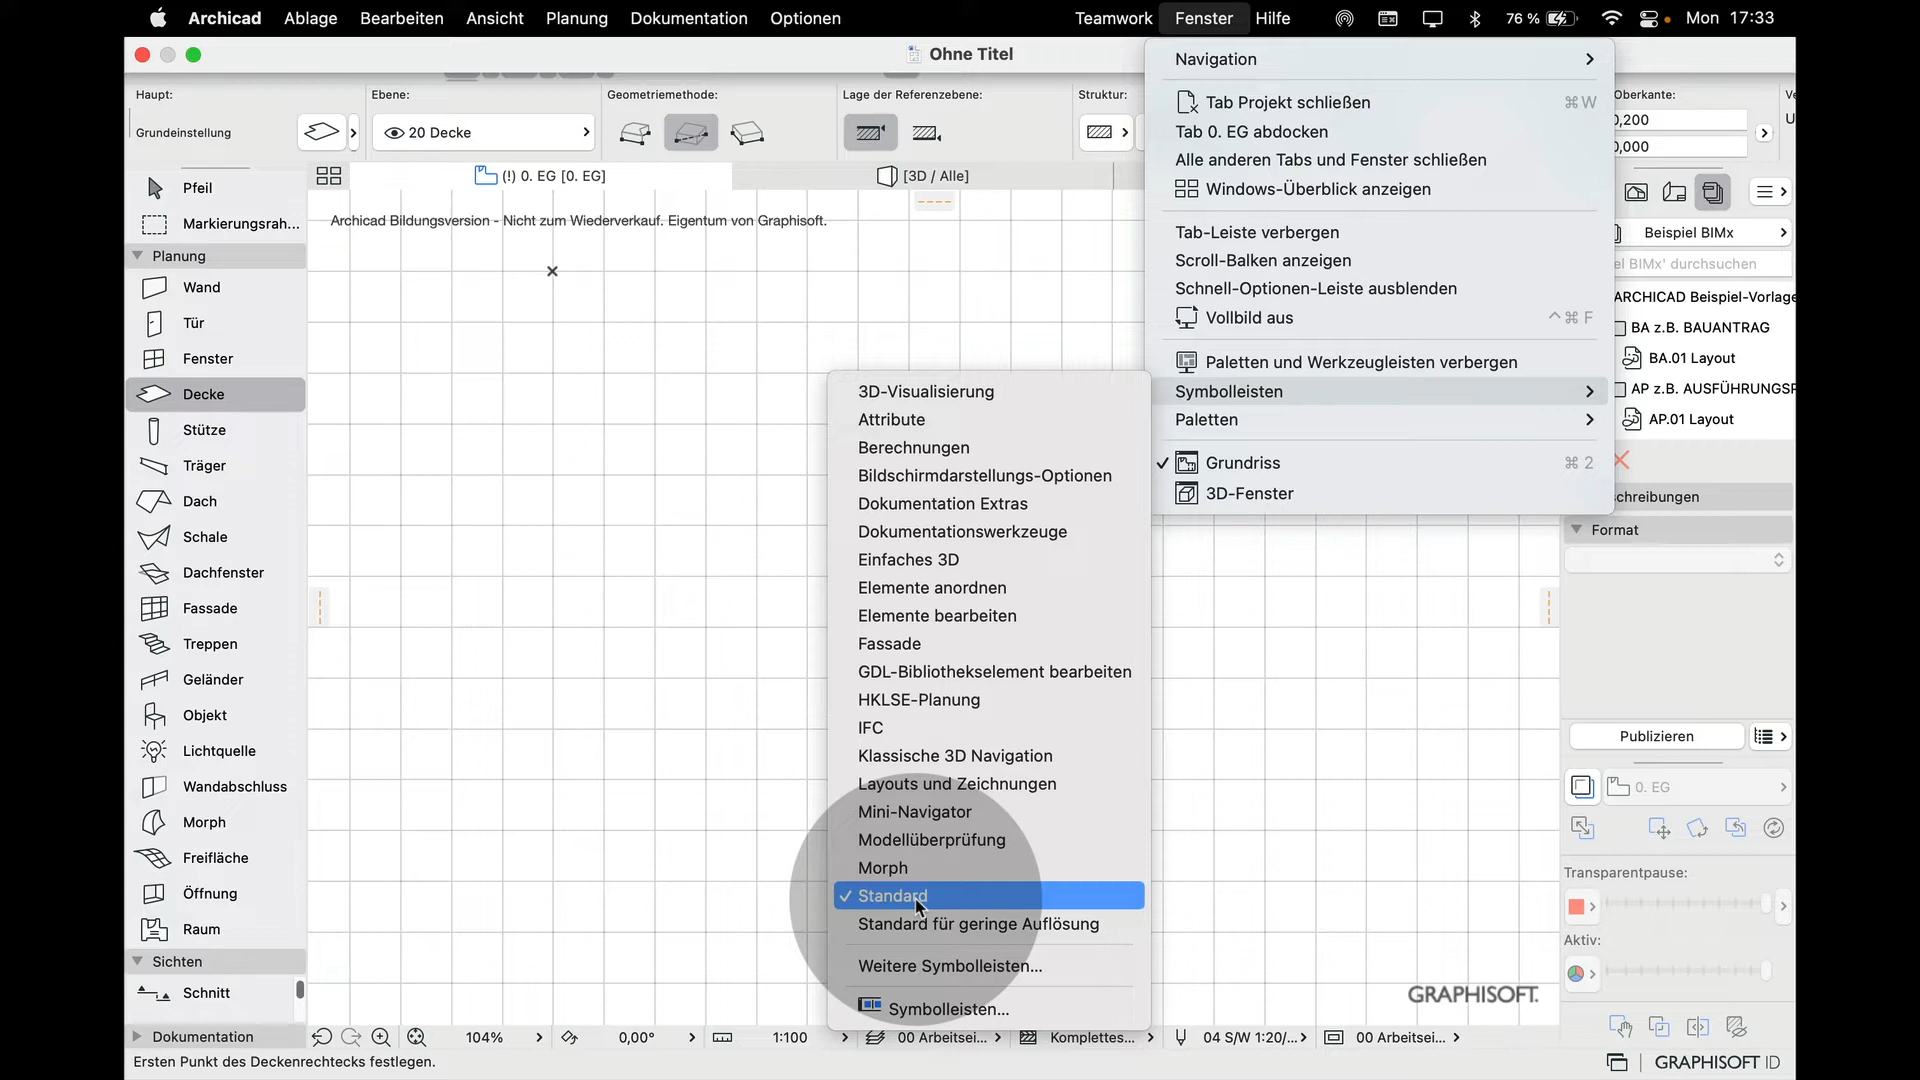 Archicad Ablage Bearbeiten Ansicht Planung Dokumentation Optionen Teamwork Fenster Hilfe 76 % Mon 17:33
Ohne Titel
Haupt: Ebene: Geometriemethode: Lage der Referenzebene: Struktur: Oberkante:
Grundeinstellung
20 Decke
0,200
0,000
(!) 0. EG [0. EG]
[3D / Alle]
Archicad Bildungsversion - Nicht zum Wiederverkauf. Eigentum von Graphisoft.
Pfeil
Markierungsrah...
Planung
Wand
Tür
Fenster
Decke
Stütze
Träger
Dach
Schale
Dachfenster
Fassade
Treppen
Geländer
Objekt
Lichtquelle
Wandabschluss
Morph
Freifläche
Öffnung
Raum
Sichten
Schnitt
Dokumentation
Navigation
Tab Projekt schließen ⌘W
Tab 0. EG abdocken
Alle anderen Tabs und Fenster schließen
Windows-Überblick anzeigen
Tab-Leiste verbergen
Scroll-Balken anzeigen
Schnell-Optionen-Leiste ausblenden
Vollbild aus ^⌘F
Paletten und Werkzeugleisten verbergen
Symbolleisten
Paletten
Grundriss ⌘2
3D-Fenster
3D-Visualisierung
Attribute
Berechnungen
Bildschirmdarstellungs-Optionen
Dokumentation Extras
Dokumentationswerkzeuge
Einfaches 3D
Elemente anordnen
Elemente bearbeiten
Fassade
GDL-Bibliothekselement bearbeiten
HKLSE-Planung
IFC
Klassische 3D Navigation
Layouts und Zeichnungen
Mini-Navigator
Modellüberprüfung
Morph
Standard
Standard für geringe Auflösung
Weitere Symbolleisten...
Symbolleisten...
Beispiel BIMx
el BIMx' durchsuchen
ARCHICAD Beispiel-Vorlage
BA z.B. BAUANTRAG
BA.01 Layout
AP z.B. AUSFÜHRUNGSP
AP.01 Layout
schreibungen
Format
Publizieren
0. EG
Transparentpause:
Aktiv:
GRAPHISOFT.
104% 0,00° 1:100 00 Arbeitsei... Komplettes... 04 S/W 1:20/... 00 Arbeitsei...
Ersten Punkt des Deckenrechtecks festlegen.
GRAPHISOFT ID